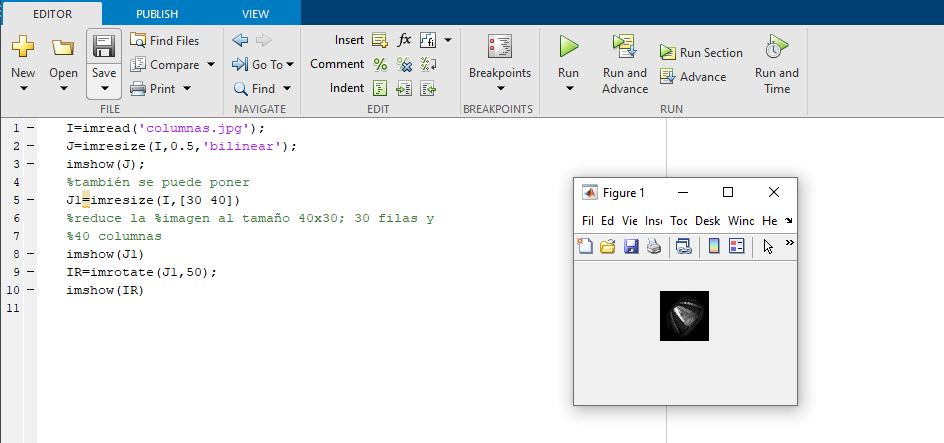 EDITOR PUBLISH VIEW
New Open Save Find Files Compare Print FILE
Go To Find NAVIGATE
Insert fx
Comment
Indent
EDIT
Breakpoints
BREAKPOINTS
Run Run and Advance Run Section Advance Run and Time
RUN
1 I=imread('columnas.jpg');
2 J=imresize(I,0.5,'bilinear');
3 imshow(J);
4 %también se puede poner
5 J1=imresize(I,[30 40])
6 %reduce la %imagen al tamaño 40x30; 30 filas y
7 %40 columnas
8 imshow(J1)
9 IR=imrotate(J1,50);
10 imshow(IR)
11
Figure 1
Fil Ed Vie Inse Toc Desk Winc He